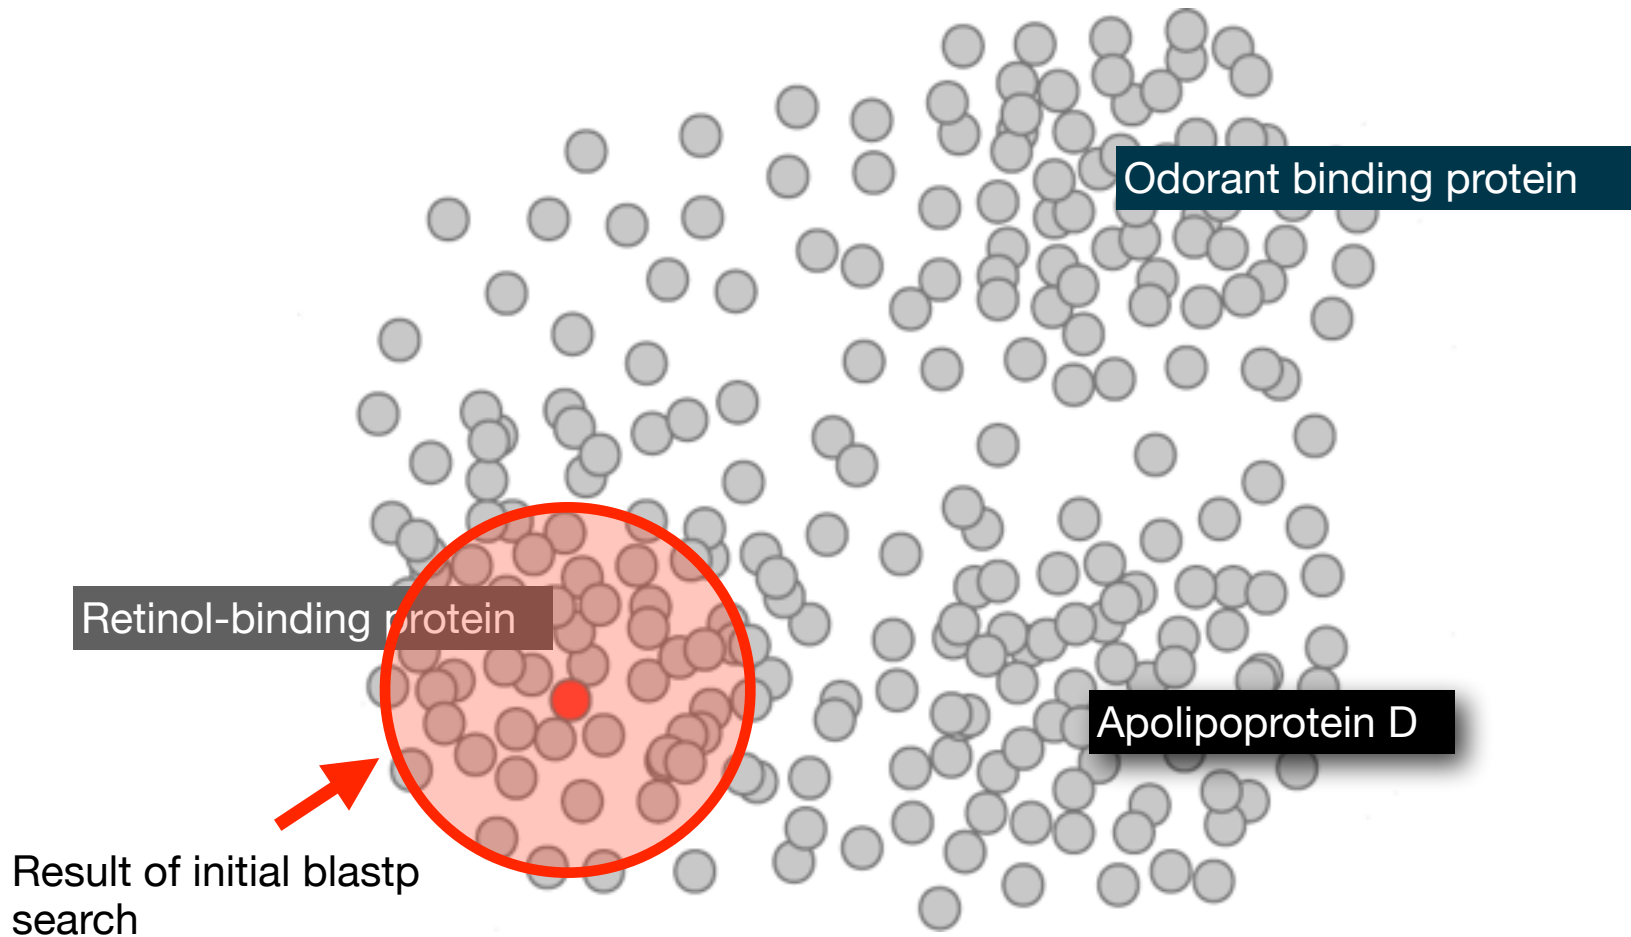 Odorant binding protein
Retinol-binding protein
Apolipoprotein D
Result of initial blastp
search